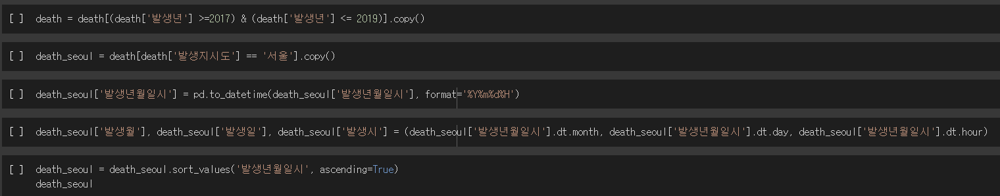 [ ] death = death[(death['발생년'] >=2017) & (death['발생년'] <= 2019)].copy()
[ ] death_seoul = death[death['발생지시도'] == '서울'].copy()
[ ] death_seoul['발생년월일시'] = pd.to_datetime(death_seoul['발생년월일시'], format='%Y%m%d%H')
[ ] death_seoul['발생월'], death_seoul['발생일'], death_seoul['발생시'] = (death_seoul['발생년월일시'].dt.month, death_seoul['발생년월일시'].dt.day, death_seoul['발생년월일시'].dt.hour)
[ ] death_seoul = death_seoul.sort_values('발생년월일시', ascending=True)
death_seoul